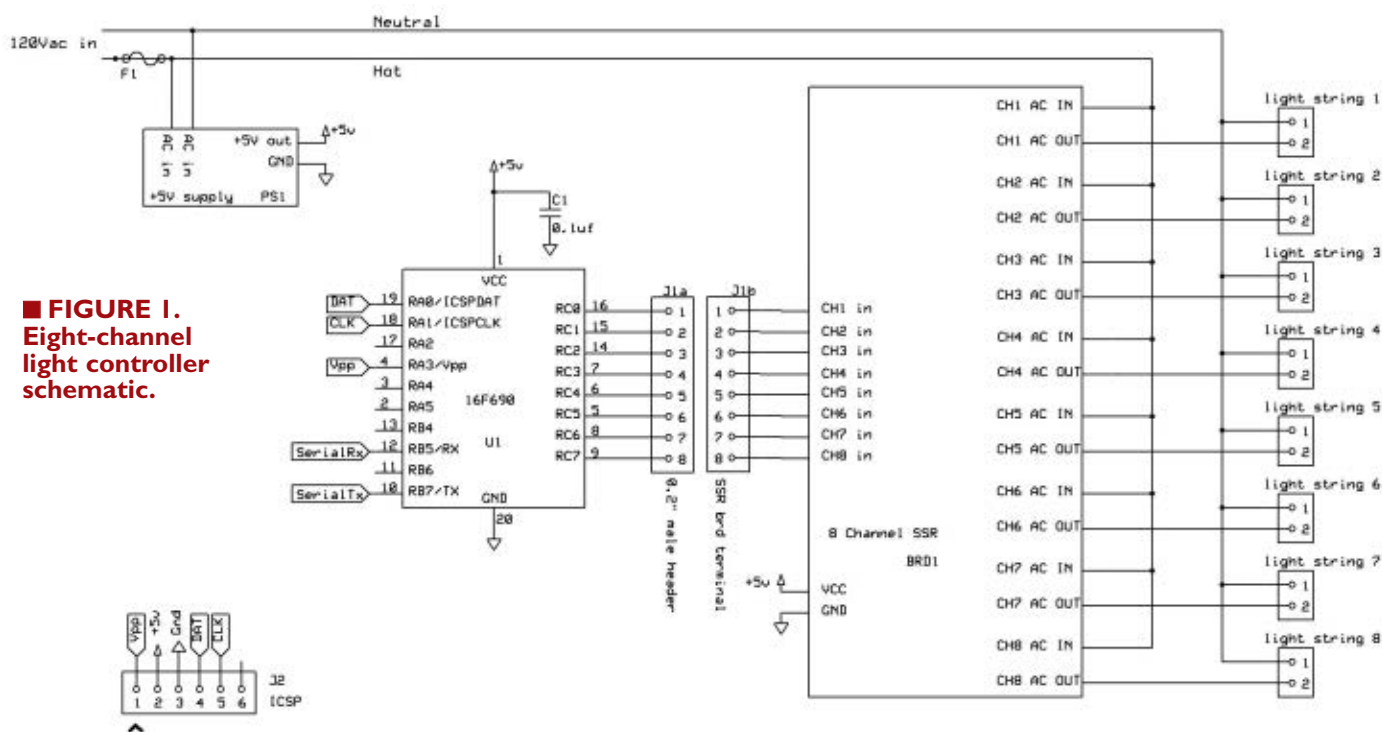 Neutral
120Vac in
F1
Hot
AC in
AC in
+5V out
GND
+5V supply PS1
+5v
+5v
C1
0.1uf
■ FIGURE 1.
Eight-channel
light controller
schematic.
1
VCC
DAT 19 RA0/ICSPDAT
CLK 18 RA1/ICSPCLK
17 RA2
Vpp 4 RA3/Vpp
3 RA4
2 RA5
13 RB4
SerialRx 12 RB5/RX
11 RB6
SerialTx 10 RB7/TX
16F690
U1
GND
20
RC0 16
RC1 15
RC2 14
RC3 7
RC4 6
RC5 5
RC6 8
RC7 9
J1a
1
2
3
4
5
6
7
8
0.2" male header
J1b
1
2
3
4
5
6
7
8
SSR brd terminal
CH1 in
CH2 in
CH3 in
CH4 in
CH5 in
CH6 in
CH7 in
CH8 in
8 Channel SSR
BRD1
+5v
VCC
GND
CH1 AC IN
CH1 AC OUT
CH2 AC IN
CH2 AC OUT
CH3 AC IN
CH3 AC OUT
CH4 AC IN
CH4 AC OUT
CH5 AC IN
CH5 AC OUT
CH6 AC IN
CH6 AC OUT
CH7 AC IN
CH7 AC OUT
CH8 AC IN
CH8 AC OUT
light string 1
1
2
light string 2
1
2
light string 3
1
2
light string 4
1
2
light string 5
1
2
light string 6
1
2
light string 7
1
2
light string 8
1
2
Vpp +5v Gnd DAT CLK
1 2 3 4 5 6
J2
ICSP